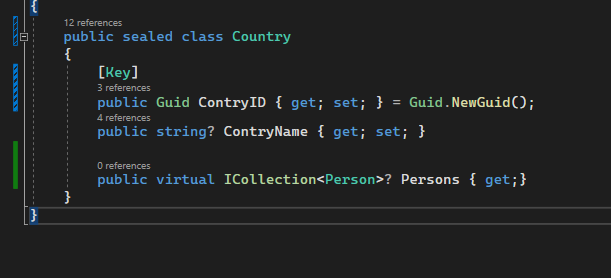 {
12 references
public sealed class Country
{
[Key]
3 references
public Guid ContryID { get; set; } = Guid.NewGuid();
4 references
public string? ContryName { get; set; }
0 references
public virtual ICollection<Person>? Persons { get;}
}
}